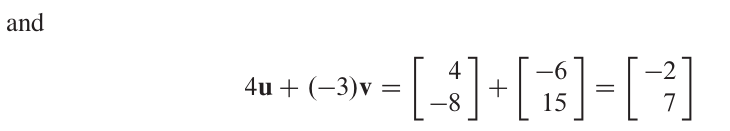 and
4u + (−3)v = [4 −8] + [−6 15] = [−2 7]